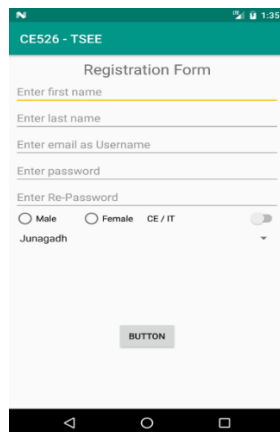 1:35
CE526 - TSEE
Registration Form
Enter first name
Enter last name
Enter email as Username
Enter password
Enter Re-Password
Male Female CE / IT
Junagadh
BUTTON